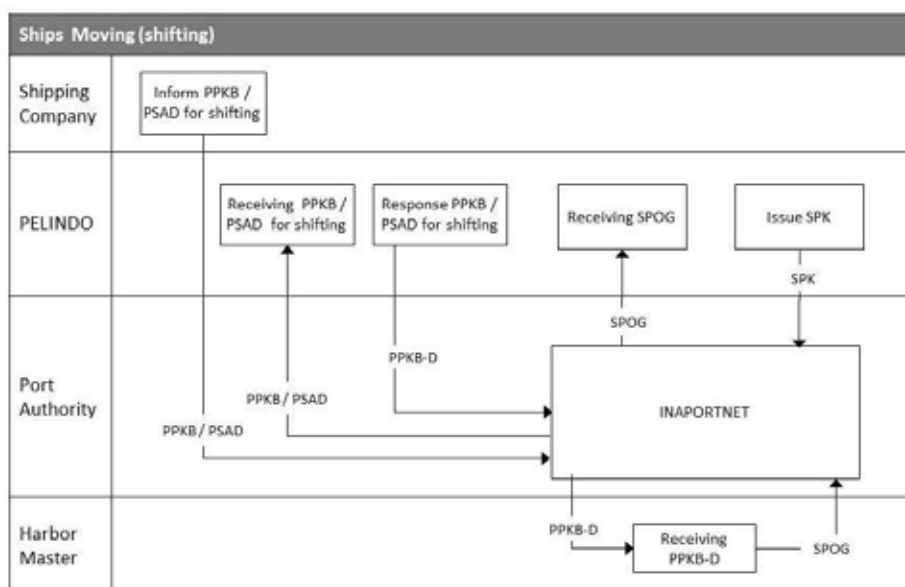 Ships Moving (shifting)
Shipping
Company
Inform PPKB /
PSAD for shifting
PELINDO
Receiving PPKB /
PSAD for shifting
Response PPKB /
PSAD for shifting
Receiving SPOG
Issue SPK
SPK
SPOG
Port
Authority
PPKB-D
PPKB / PSAD
PPKB / PSAD
INAPORTNET
Harbor
Master
PPKB-D
Receiving
PPKB-D
SPOG